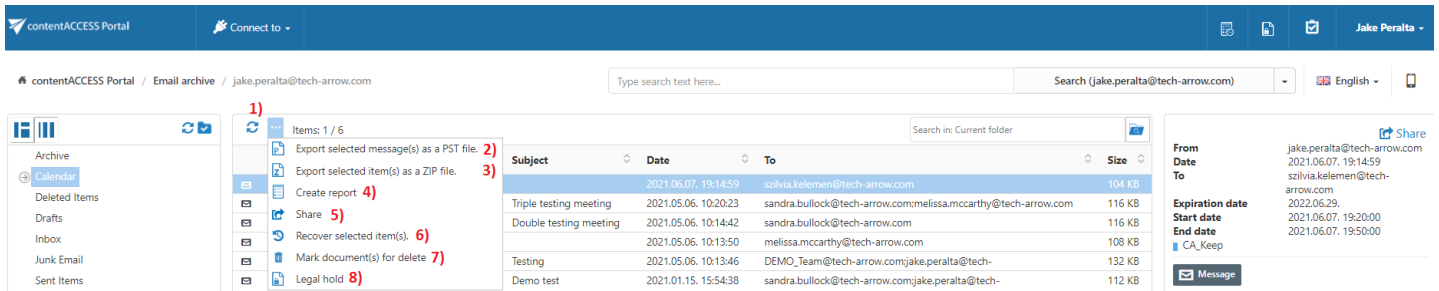 contentACCESS Portal
Connect to
Jake Peralta
contentACCESS Portal / Email archive / jake.peralta@tech-arrow.com
Type search text here...
Search (jake.peralta@tech-arrow.com)
English
1)
Items: 1 / 6
Search in: Current folder
Archive
Calendar
Deleted Items
Drafts
Inbox
Junk Email
Sent Items
Export selected message(s) as a PST file. 2)
Export selected item(s) as a ZIP file. 3)
Create report 4)
Share 5)
Recover selected item(s). 6)
Mark document(s) for delete 7)
Legal hold 8)
Subject Date To Size
2021.06.07. 19:14:59 szilvia.kelemen@tech-arrow.com 104 KB
Triple testing meeting 2021.05.06. 10:20:23 sandra.bullock@tech-arrow.com;melissa.mccarthy@tech-arrow.com 116 KB
Double testing meeting 2021.05.06. 10:14:42 sandra.bullock@tech-arrow.com 116 KB
2021.05.06. 10:13:50 melissa.mccarthy@tech-arrow.com 108 KB
Testing 2021.05.06. 10:13:46 DEMO_Team@tech-arrow.com;jake.peralta@tech- 132 KB
Demo test 2021.01.15. 15:54:38 sandra.bullock@tech-arrow.com;jake.peralta@tech- 112 KB
Share
From jake.peralta@tech-arrow.com
Date 2021.06.07. 19:14:59
To szilvia.kelemen@tech-
arrow.com
Expiration date 2022.06.29.
Start date 2021.06.07. 19:20:00
End date 2021.06.07. 19:50:00
CA_Keep
Message